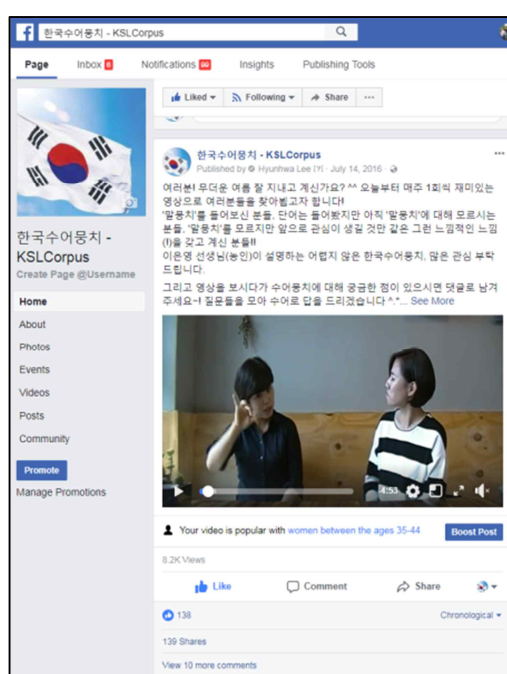 한국수어뭉치 - KSLCorpus
Page Inbox 6 Notifications 99 Insights Publishing Tools
Liked Following Share ...
한국수어뭉치 -
KSLCorpus
Create Page @Username
Home
About
Photos
Events
Videos
Posts
Community
Promote
Manage Promotions
한국수어뭉치 - KSLCorpus
Published by Hyunhwa Lee [?] · July 14, 2016 ·
여러분! 무더운 여름 잘 지내고 계신가요? ^^ 오늘부터 매주 1회씩 재미있는
영상으로 여러분들을 찾아뵙고자 합니다!
'말뭉치'를 들어보신 분들, 단어는 들어봤지만 아직 '말뭉치'에 대해 모르시는
분들, '말뭉치'를 모르지만 앞으로 관심이 생길 것만 같은 그런 느낌적인 느낌
(!)을 갖고 계신 분들!!
이은영 선생님(농인)이 설명하는 어렵지 않은 한국수어뭉치, 많은 관심 부탁
드립니다.
그리고 영상을 보시다가 수어뭉치에 대해 궁금한 점이 있으시면 댓글로 남겨
주세요~! 질문들을 모아 수어로 답을 드리겠습니다 ^.*... See More
-4:53
Your video is popular with women between the ages 35-44
Boost Post
8.2K Views
Like Comment Share
138 Chronological
139 Shares
View 10 more comments